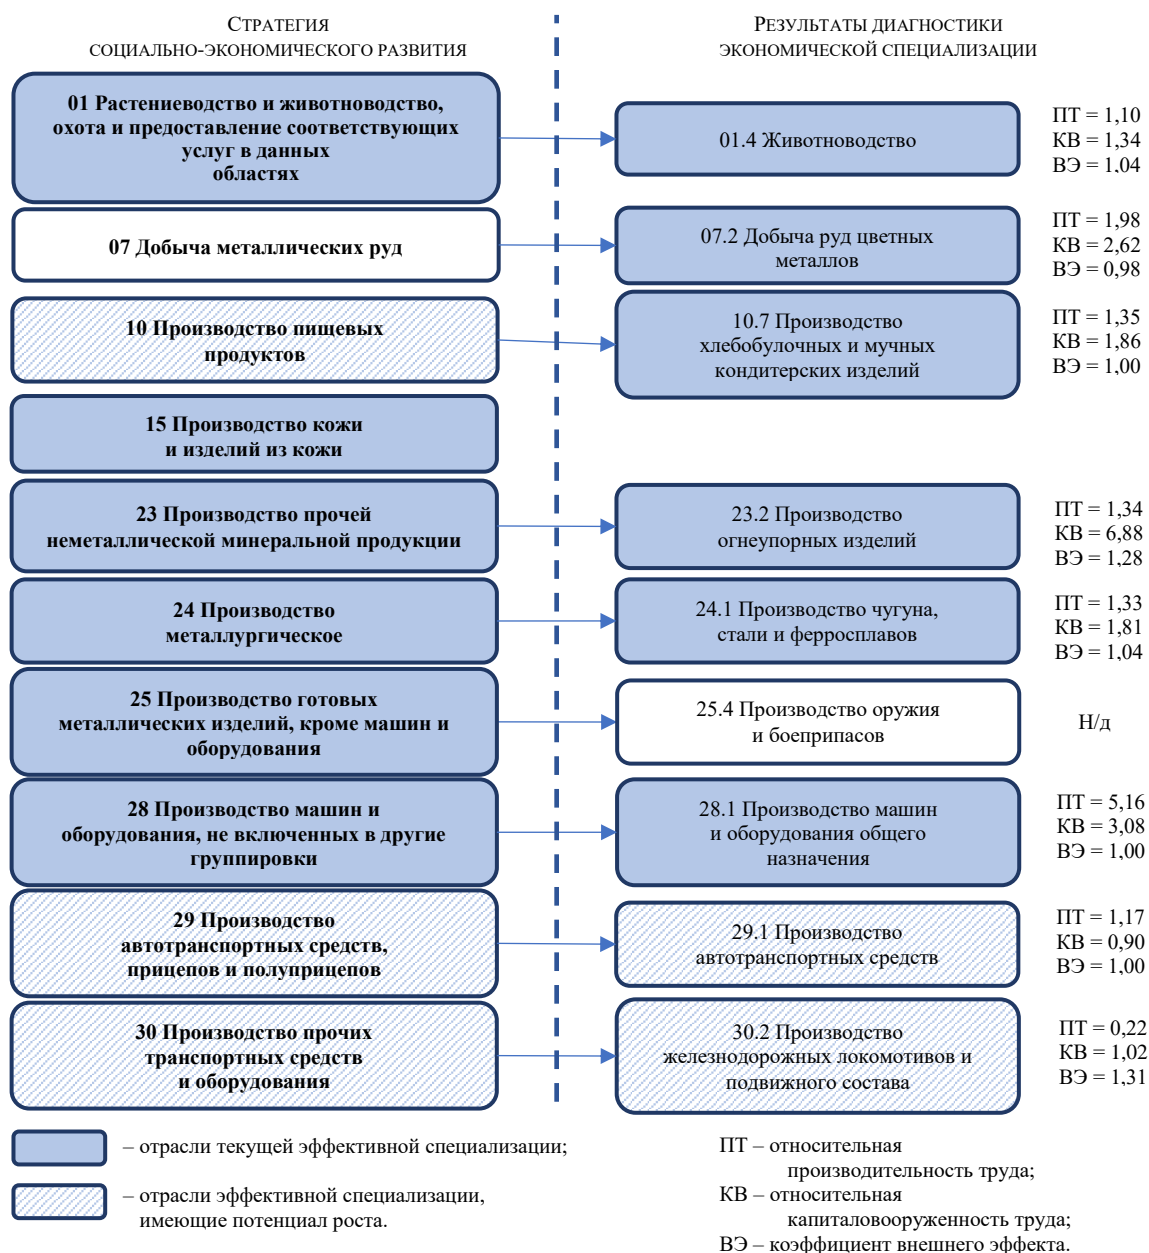 СТРАТЕГИЯ
СОЦИАЛЬНО-ЭКОНОМИЧЕСКОГО РАЗВИТИЯ
РЕЗУЛЬТАТЫ ДИАГНОСТИКИ
ЭКОНОМИЧЕСКОЙ СПЕЦИАЛИЗАЦИИ
01 Растениеводство и животноводство,
охота и предоставление соответствующих
услуг в данных
областях
01.4 Животноводство
ПТ = 1,10
КВ = 1,34
ВЭ = 1,04
07 Добыча металлических руд
07.2 Добыча руд цветных
металлов
ПТ = 1,98
КВ = 2,62
ВЭ = 0,98
10 Производство пищевых
продуктов
10.7 Производство
хлебобулочных и мучных
кондитерских изделий
ПТ = 1,35
КВ = 1,86
ВЭ = 1,00
15 Производство кожи
и изделий из кожи
23 Производство прочей
неметаллической минеральной продукции
23.2 Производство
огнеупорных изделий
ПТ = 1,34
КВ = 6,88
ВЭ = 1,28
24 Производство
металлургическое
24.1 Производство чугуна,
стали и ферросплавов
ПТ = 1,33
КВ = 1,81
ВЭ = 1,04
25 Производство готовых
металлических изделий, кроме машин и
оборудования
25.4 Производство оружия
и боеприпасов
Н/д
28 Производство машин и
оборудования, не включенных в другие
группировки
28.1 Производство машин
и оборудования общего
назначения
ПТ = 5,16
КВ = 3,08
ВЭ = 1,00
29 Производство
автотранспортных средств,
прицепов и полуприцепов
29.1 Производство
автотранспортных средств
ПТ = 1,17
КВ = 0,90
ВЭ = 1,00
30 Производство прочих
транспортных средств
и оборудования
30.2 Производство
железнодорожных локомотивов и
подвижного состава
ПТ = 0,22
КВ = 1,02
ВЭ = 1,31
– отрасли текущей эффективной специализации;
– отрасли эффективной специализации,
имеющие потенциал роста.
ПТ – относительная
производительность труда;
КВ – относительная
капиталовооруженность труда;
ВЭ – коэффициент внешнего эффекта.